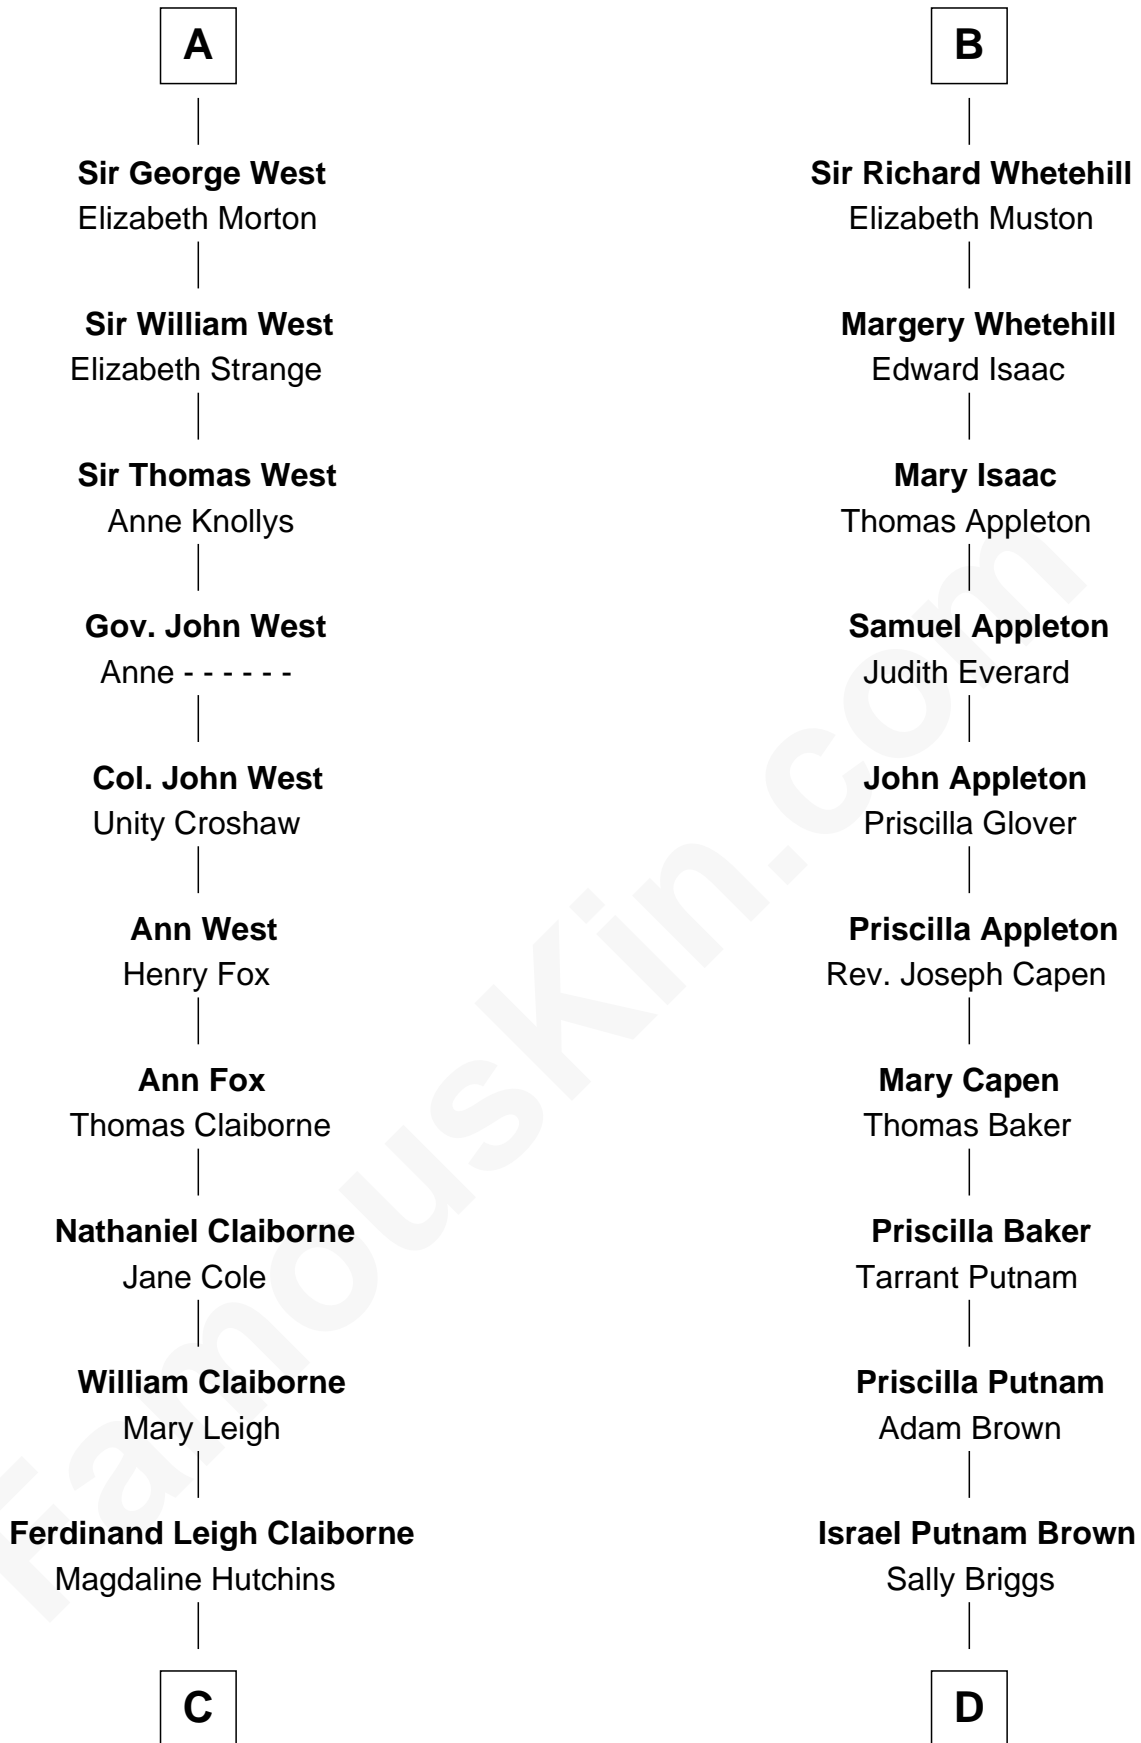 A
Sir George West
Elizabeth Morton
Sir William West
Elizabeth Strange
Sir Thomas West
Anne Knollys
Gov. John West
Anne - - - - - -
Col. John West
Unity Croshaw
Ann West
Henry Fox
Ann Fox
Thomas Claiborne
Nathaniel Claiborne
Jane Cole
William Claiborne
Mary Leigh
Ferdinand Leigh Claiborne
Magdaline Hutchins
C
B
Sir Richard Whetehill
Elizabeth Muston
Margery Whetehill
Edward Isaac
Mary Isaac
Thomas Appleton
Samuel Appleton
Judith Everard
John Appleton
Priscilla Glover
Priscilla Appleton
Rev. Joseph Capen
Mary Capen
Thomas Baker
Priscilla Baker
Tarrant Putnam
Priscilla Putnam
Adam Brown
Israel Putnam Brown
Sally Briggs
D
FamousKin.com